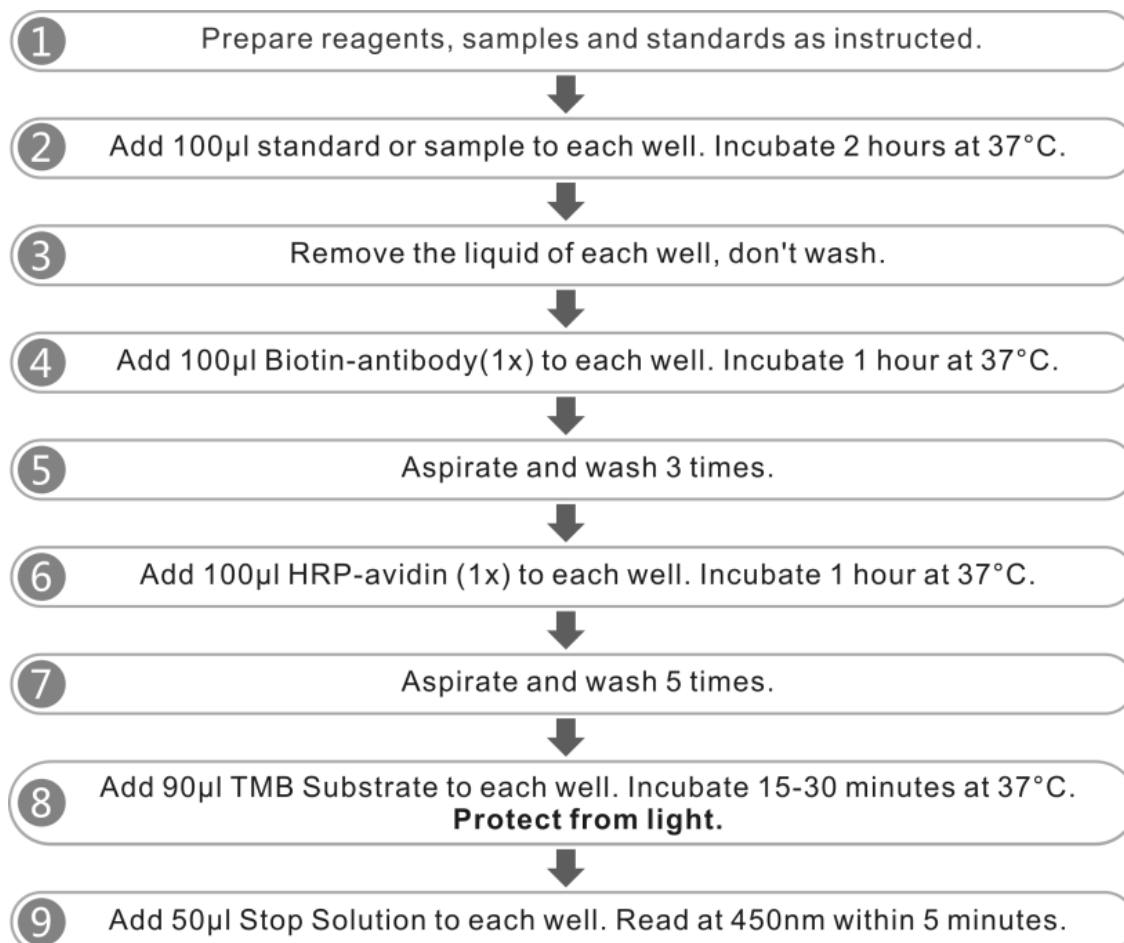 1 Prepare reagents, samples and standards as instructed.
2 Add 100µl standard or sample to each well. Incubate 2 hours at 37°C.
3 Remove the liquid of each well, don't wash.
4 Add 100µl Biotin-antibody(1x) to each well. Incubate 1 hour at 37°C.
5 Aspirate and wash 3 times.
6 Add 100µl HRP-avidin (1x) to each well. Incubate 1 hour at 37°C.
7 Aspirate and wash 5 times.
8 Add 90µl TMB Substrate to each well. Incubate 15-30 minutes at 37°C.
Protect from light.
9 Add 50µl Stop Solution to each well. Read at 450nm within 5 minutes.